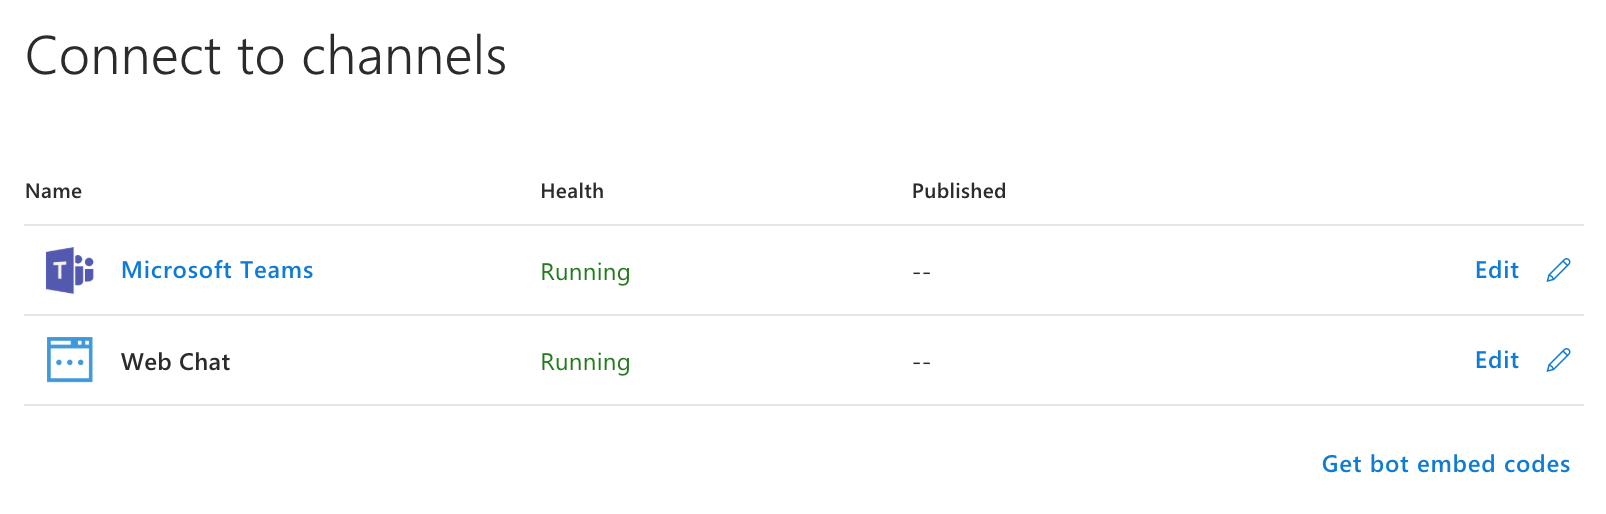 Connect to channels
Name Health Published
T Microsoft Teams Running -- Edit
Web Chat Running -- Edit
Get bot embed codes